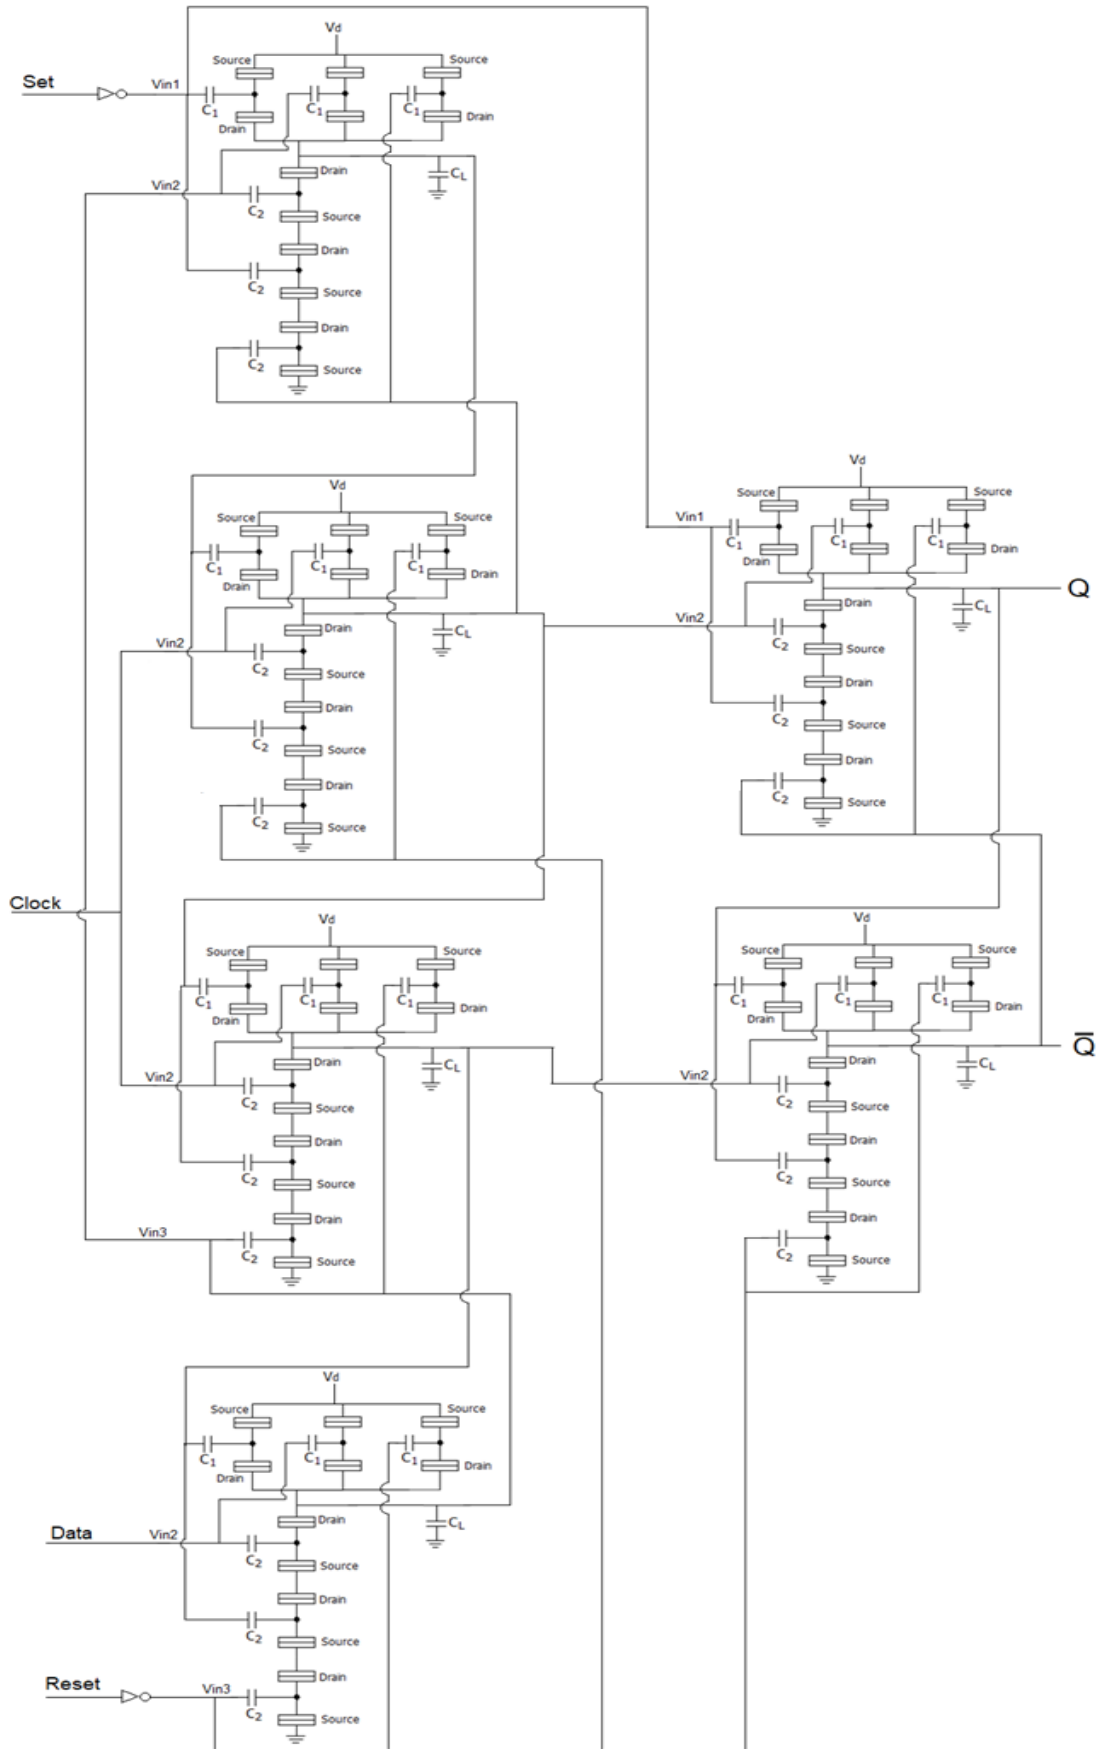 Vd
Source Source
Set Vin1 C1 C1 C1
Drain Drain
Drain CL
Vin2 C2
Source
Drain
C2
Source
Drain
C2
Source
Vd
Source Source
C1 C1 C1
Drain Drain
Drain CL
Vin2 C2
Source
Drain
C2
Source
Drain
C2
Source
Vd
Source Source
Vin1 C1 C1 C1
Drain Drain
Q
Drain CL
Vin2 C2
Source
Drain
C2
Source
Drain
C2
Source
Clock
Vd
Source Source
C1 C1 C1
Drain Drain
Drain CL
Vin2 C2
Source
Drain
C2
Source
Drain
Vin3 C2
Source
Vd
Source Source
C1 C1 C1
Drain Drain
Q̅
Drain CL
Vin2 C2
Source
Drain
C2
Source
Drain
C2
Source
Vd
Source Source
C1 C1 C1
Drain Drain
Drain CL
Data Vin2 C2
Source
Drain
C2
Source
Drain
Reset Vin3 C2
Source